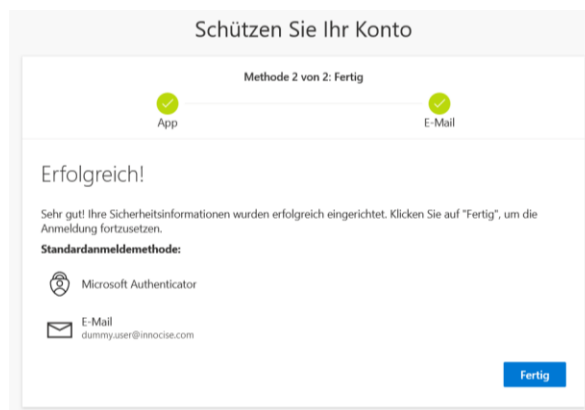 Schützen Sie Ihr Konto
Methode 2 von 2: Fertig
App
E-Mail
Erfolgreich!
Sehr gut! Ihre Sicherheitsinformationen wurden erfolgreich eingerichtet. Klicken Sie auf "Fertig", um die
Anmeldung fortzusetzen.
Standardanmeldemethode:
Microsoft Authenticator
E-Mail
dummy.user@innocise.com
Fertig